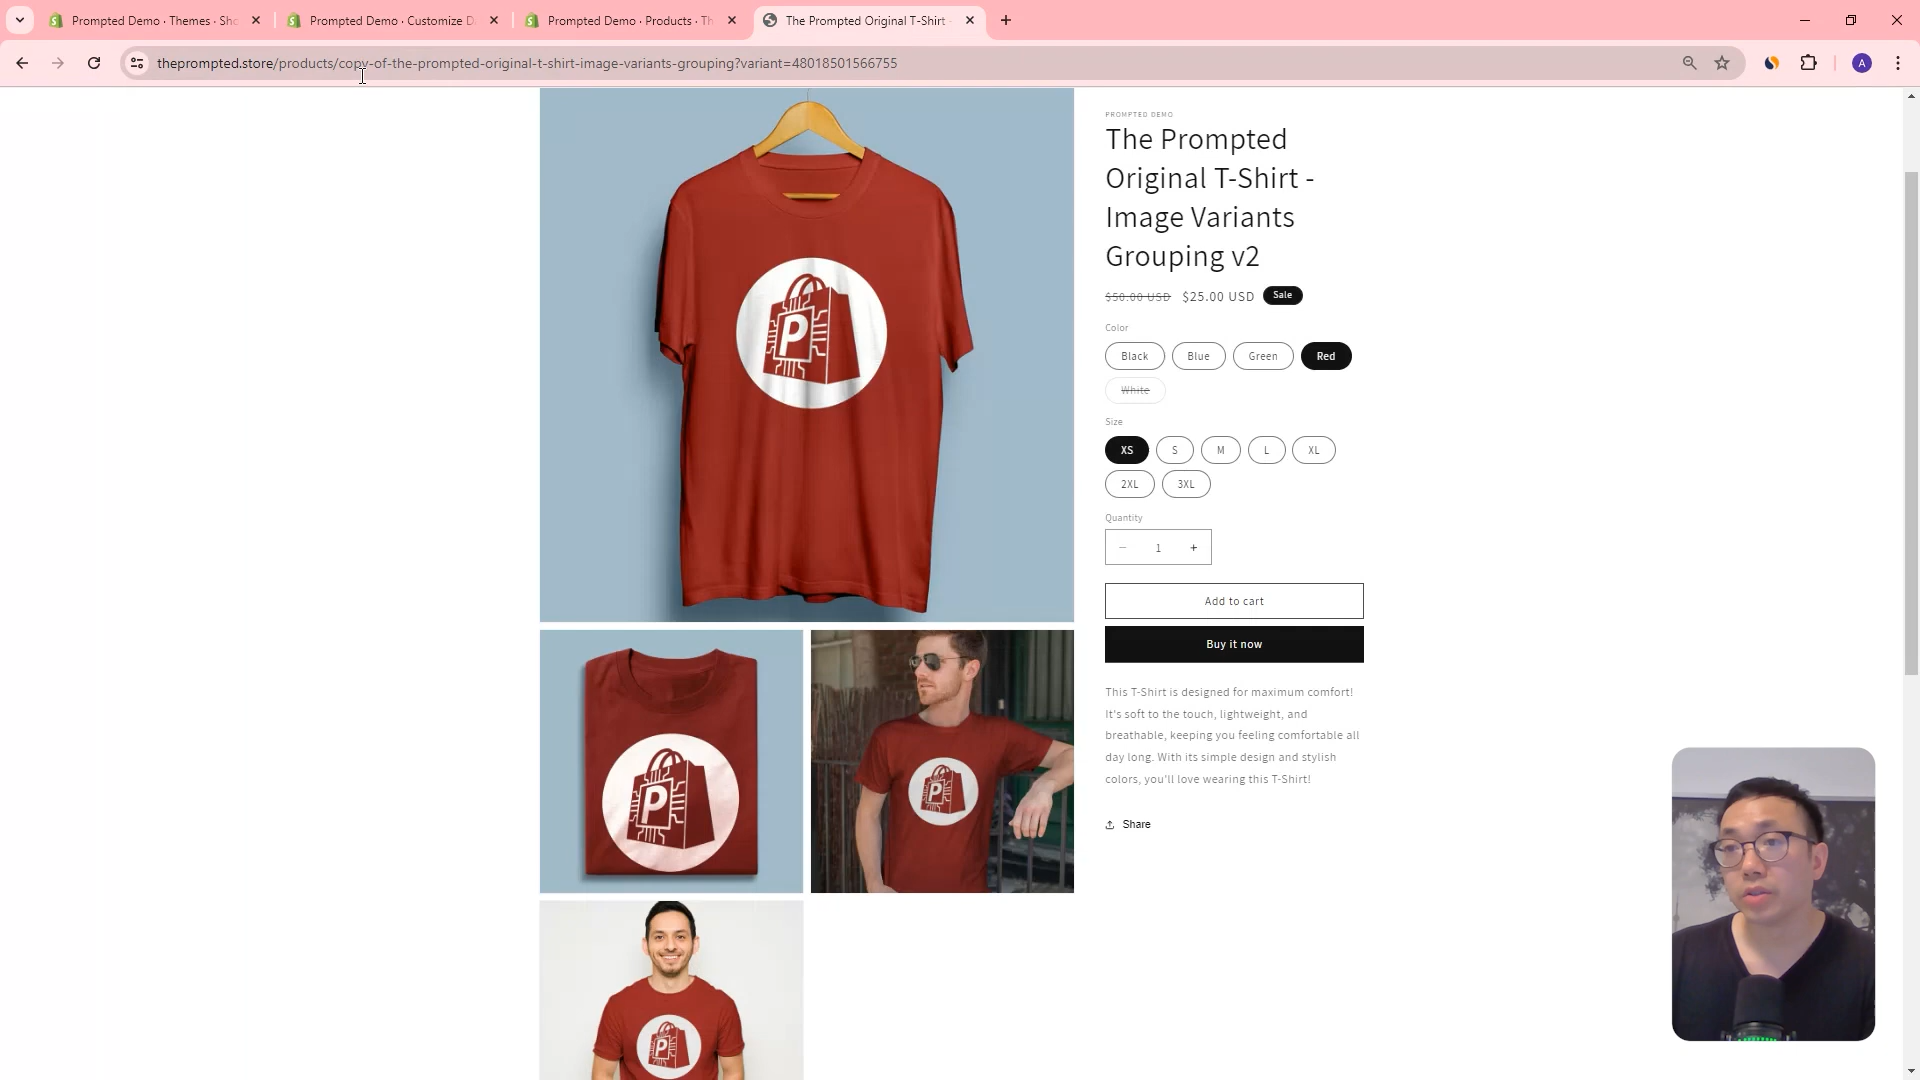 Prompted Demo · Themes · Sho
Prompted Demo · Customize D
Prompted Demo · Products · Th
The Prompted Original T-Shirt -
theprompted.store/products/copy-of-the-prompted-original-t-shirt-image-variants-grouping?variant=48018501566755
A
PROMPTED DEMO
The Prompted
Original T-Shirt -
Image Variants
Grouping v2
$50.00 USD $25.00 USD Sale
Color
Black Blue Green Red
White
Size
XS S M L XL
2XL 3XL
Quantity
− 1 +
Add to cart
Buy it now
This T-Shirt is designed for maximum comfort!
It's soft to the touch, lightweight, and
breathable, keeping you feeling comfortable all
day long. With its simple design and stylish
colors, you'll love wearing this T-Shirt!
Share
P
P
P
P